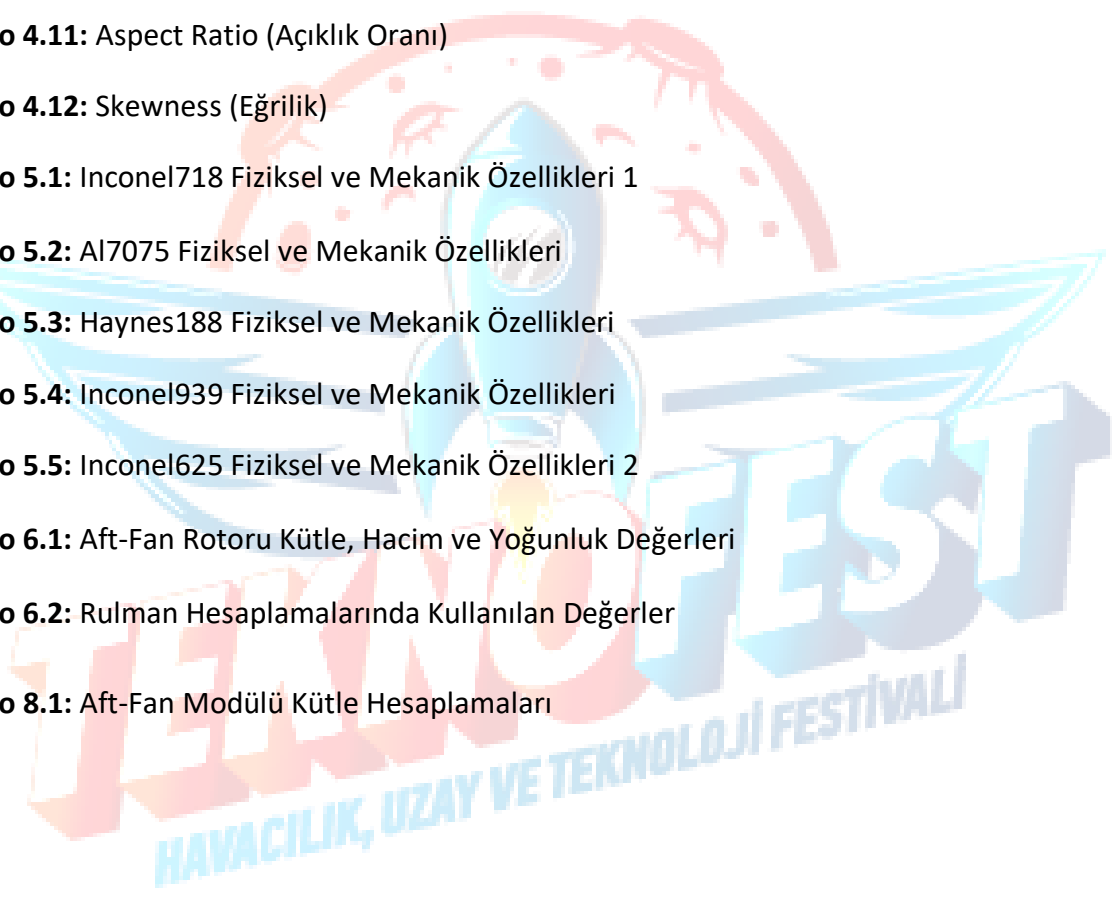 o 4.11: Aspect Ratio (Açıklık Oranı)
o 4.12: Skewness (Eğrilik)
o 5.1: Inconel718 Fiziksel ve Mekanik Özellikleri 1
o 5.2: Al7075 Fiziksel ve Mekanik Özellikleri
o 5.3: Haynes188 Fiziksel ve Mekanik Özellikleri
o 5.4: Inconel939 Fiziksel ve Mekanik Özellikleri
o 5.5: Inconel625 Fiziksel ve Mekanik Özellikleri 2
o 6.1: Aft-Fan Rotoru Kütle, Hacim ve Yoğunluk Değerleri
o 6.2: Rulman Hesaplamalarında Kullanılan Değerler
o 8.1: Aft-Fan Modülü Kütle Hesaplamaları
TEKNOFEST
HAVACILIK, UZAY VE TEKNOLOJİ FESTİVALİ